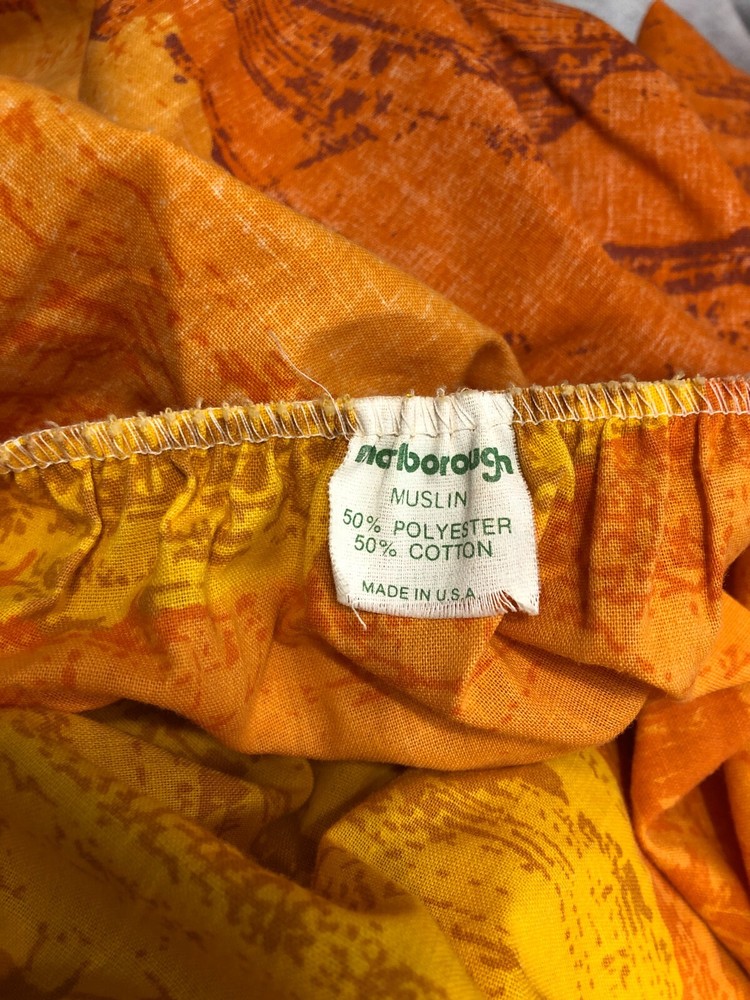 marlborough
MUSLIN
50% POLYESTER
50% COTTON
MADE IN U.S.A.